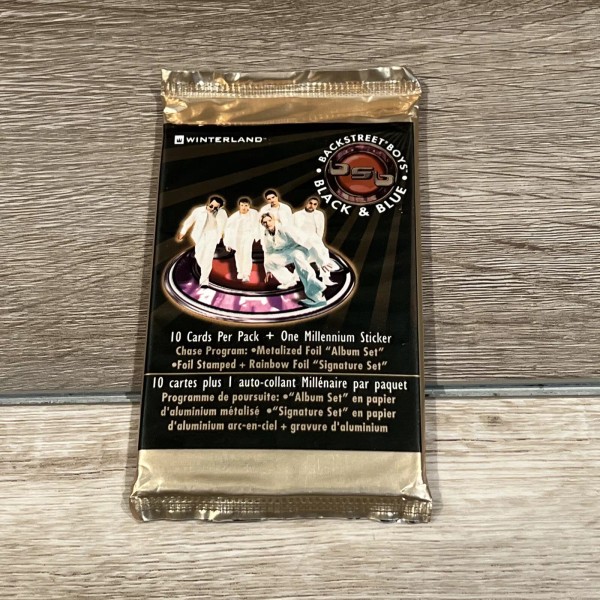 WINTERLAND
BACKSTREET BOYS
bsb
BLACK & BLUE
10 Cards Per Pack + One Millennium Sticker
Chase Program: •Metalized Foil "Album Set"
•Foil Stamped + Rainbow Foil "Signature Set"
10 cartes plus 1 auto-collant Millénaire par paquet
Programme de poursuite: •"Album Set" en papier
d'aluminium métalisé •"Signature Set" en papier
d'aluminium arc-en-ciel + gravure d'aluminium